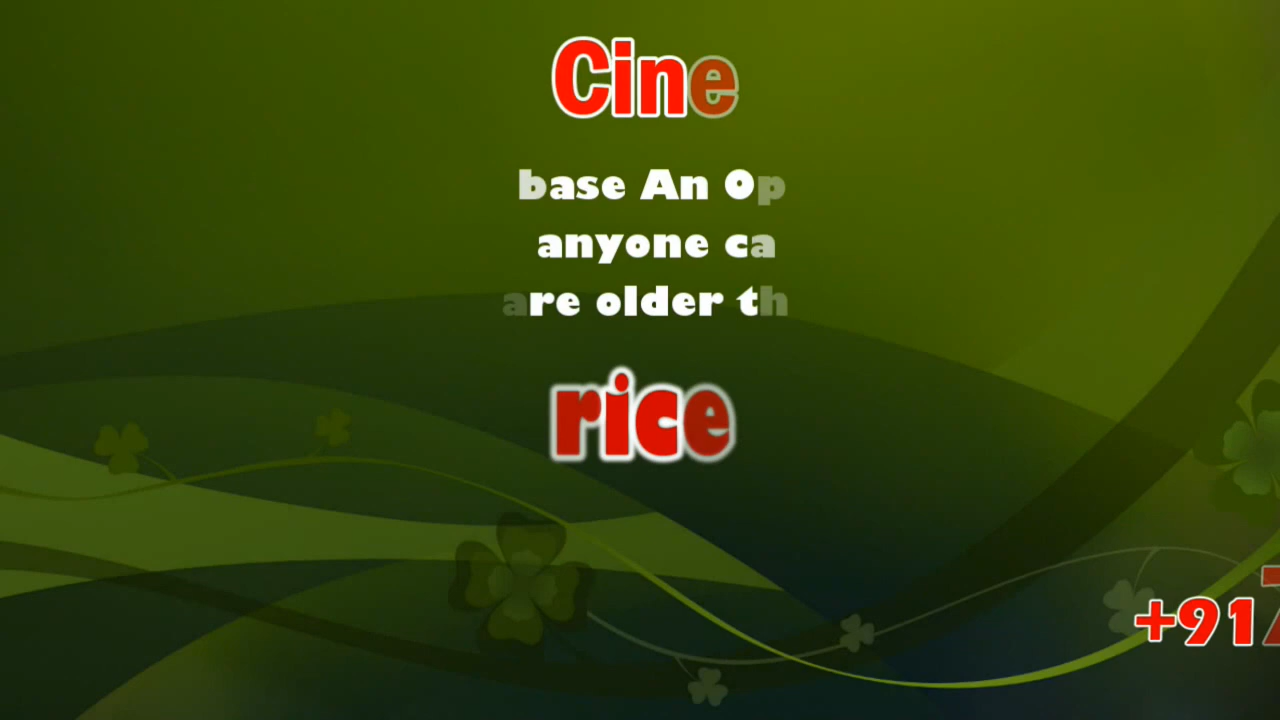 Cine
base An Op
anyone ca
are older th
rice
+91